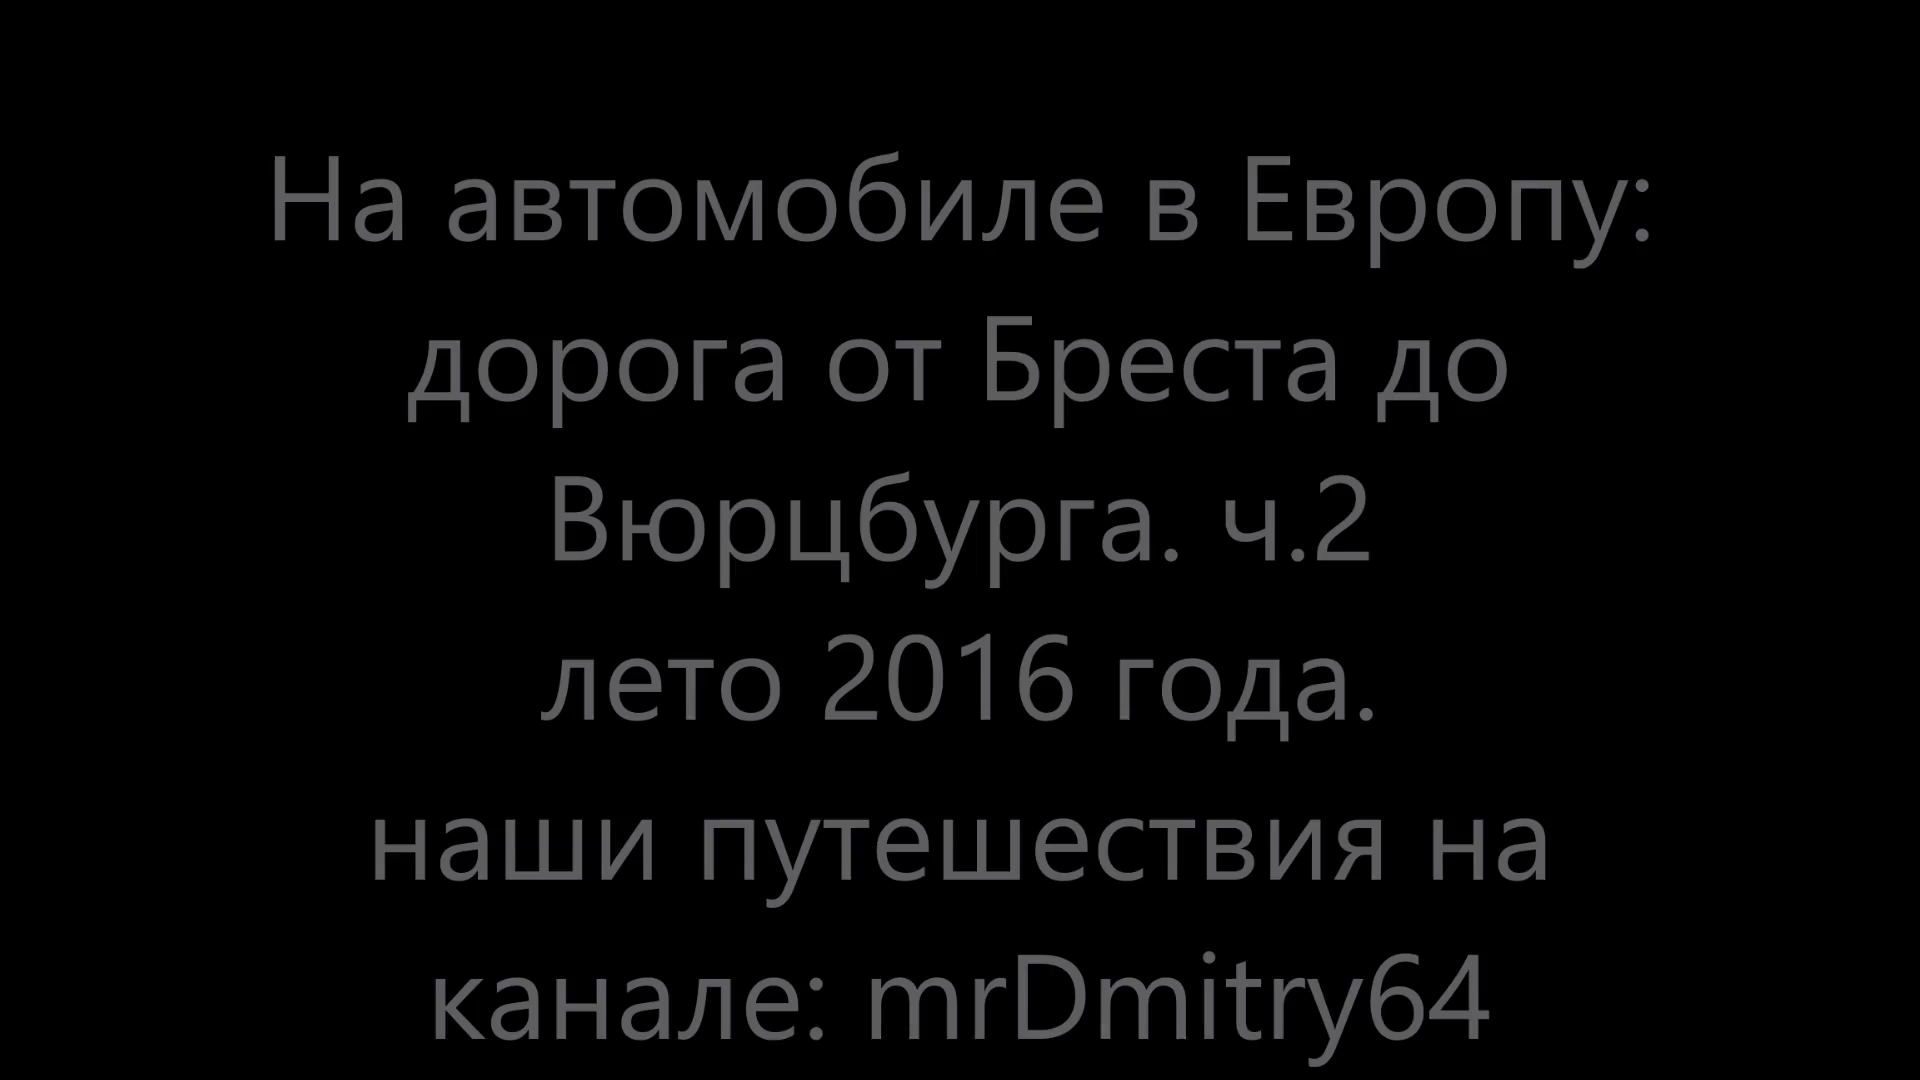 На автомобиле в Европу:
дорога от Бреста до
Вюрцбурга. ч.2
лето 2016 года.
наши путешествия на
канале: mrDmitry64